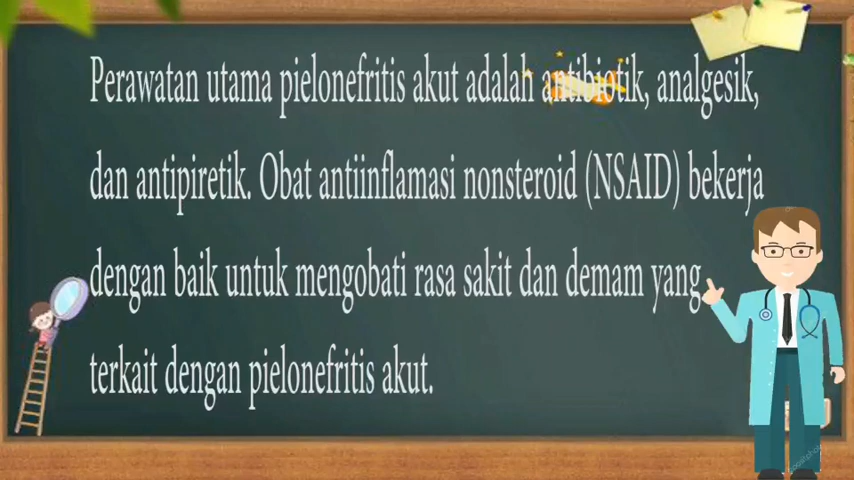 Perawatan utama pielonefritis akut adalah antibiotik, analgesik,
dan antipiretik. Obat antiinflamasi nonsteroid (NSAID) bekerja
dengan baik untuk mengobati rasa sakit dan demam yang
terkait dengan pielonefritis akut.